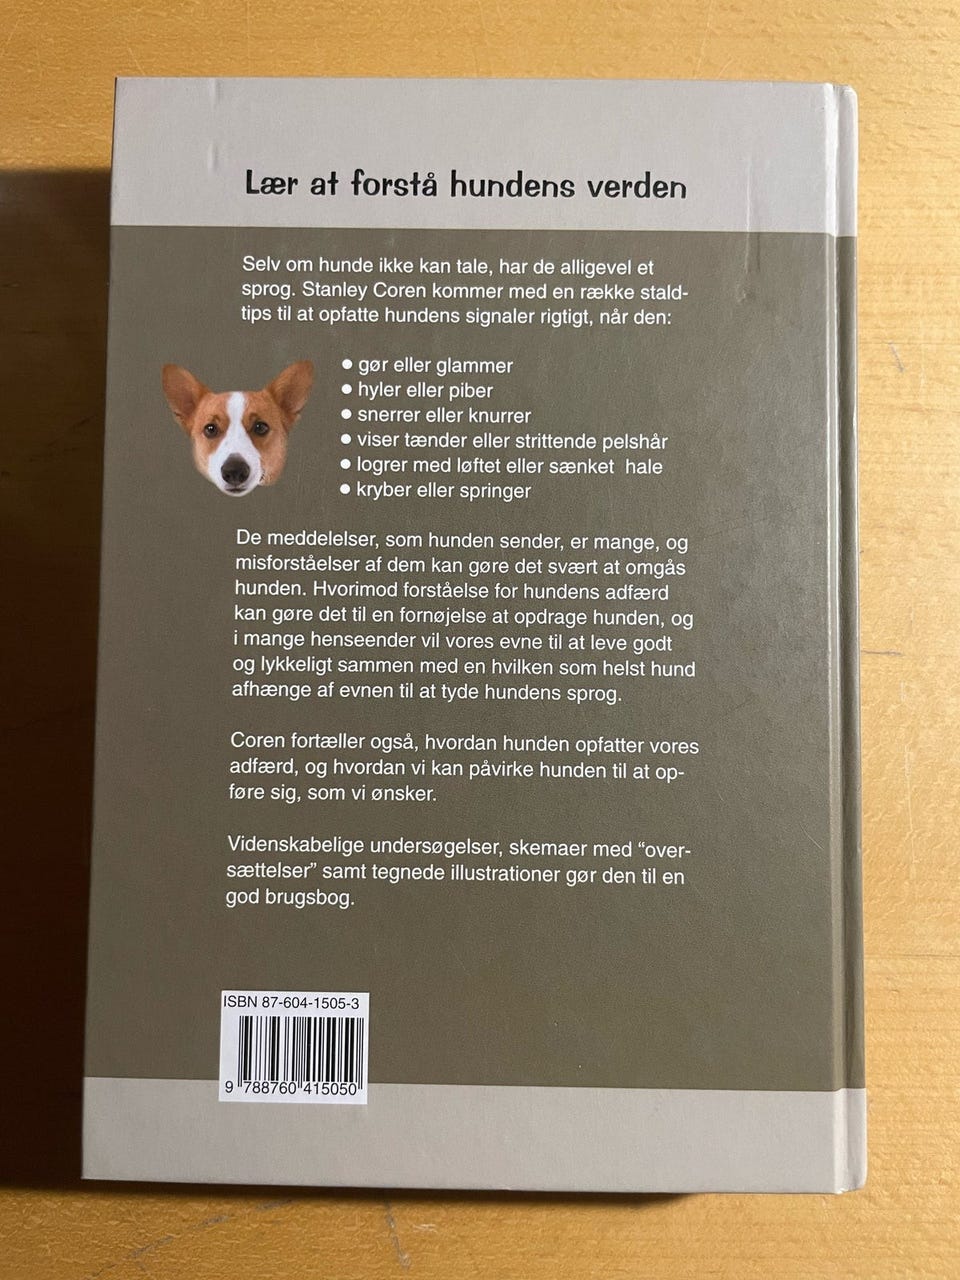 Lær at forstå hundens verden
Selv om hunde ikke kan tale, har de alligevel et
sprog. Stanley Coren kommer med en række stald-
tips til at opfatte hundens signaler rigtigt, når den:
● gør eller glammer
● hyler eller piber
● snerrer eller knurrer
● viser tænder eller strittende pelshår
● logrer med løftet eller sænket hale
● kryber eller springer
De meddelelser, som hunden sender, er mange, og
misforståelser af dem kan gøre det svært at omgås
hunden. Hvorimod forståelse for hundens adfærd
kan gøre det til en fornøjelse at opdrage hunden, og
i mange henseender vil vores evne til at leve godt
og lykkeligt sammen med en hvilken som helst hund
afhænge af evnen til at tyde hundens sprog.
Coren fortæller også, hvordan hunden opfatter vores
adfærd, og hvordan vi kan påvirke hunden til at op-
føre sig, som vi ønsker.
Videnskabelige undersøgelser, skemaer med “over-
sættelser” samt tegnede illustrationer gør den til en
god brugsbog.
ISBN 87-604-1505-3
9 788760 415050